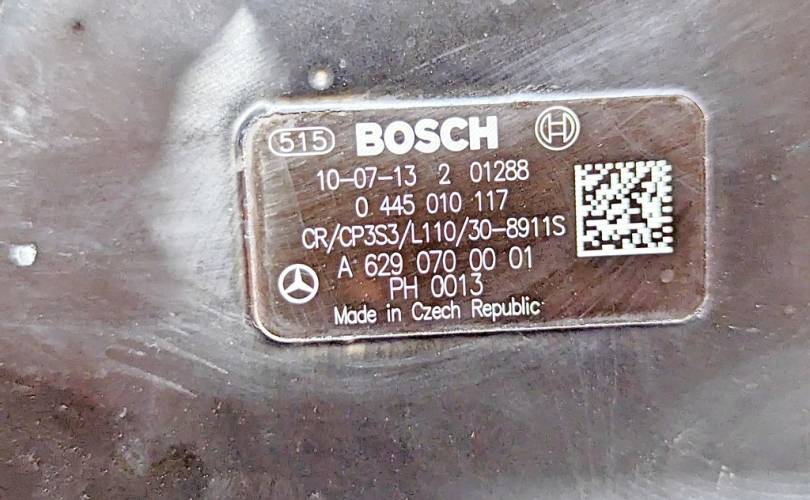 515 BOSCH
10-07-13 2 01288
0 445 010 117
CR/CP3S3/L110/30-8911S
A 629 070 00 01
PH 0013
Made in Czech Republic